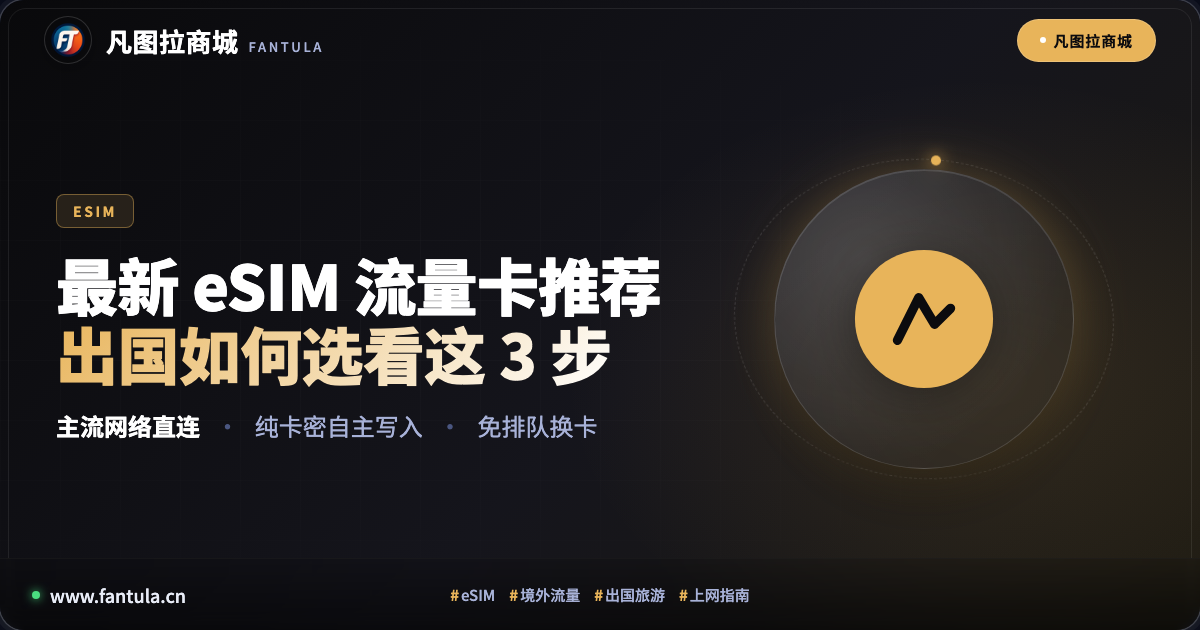 FT 凡图拉商城 FANTULA
凡图拉商城
ESIM
最新 eSIM 流量卡推荐
出国如何选看这 3 步
主流网络直连 • 纯卡密自主写入 • 免排队换卡
www.fantula.cn
#eSIM #境外流量 #出国旅游 #上网指南